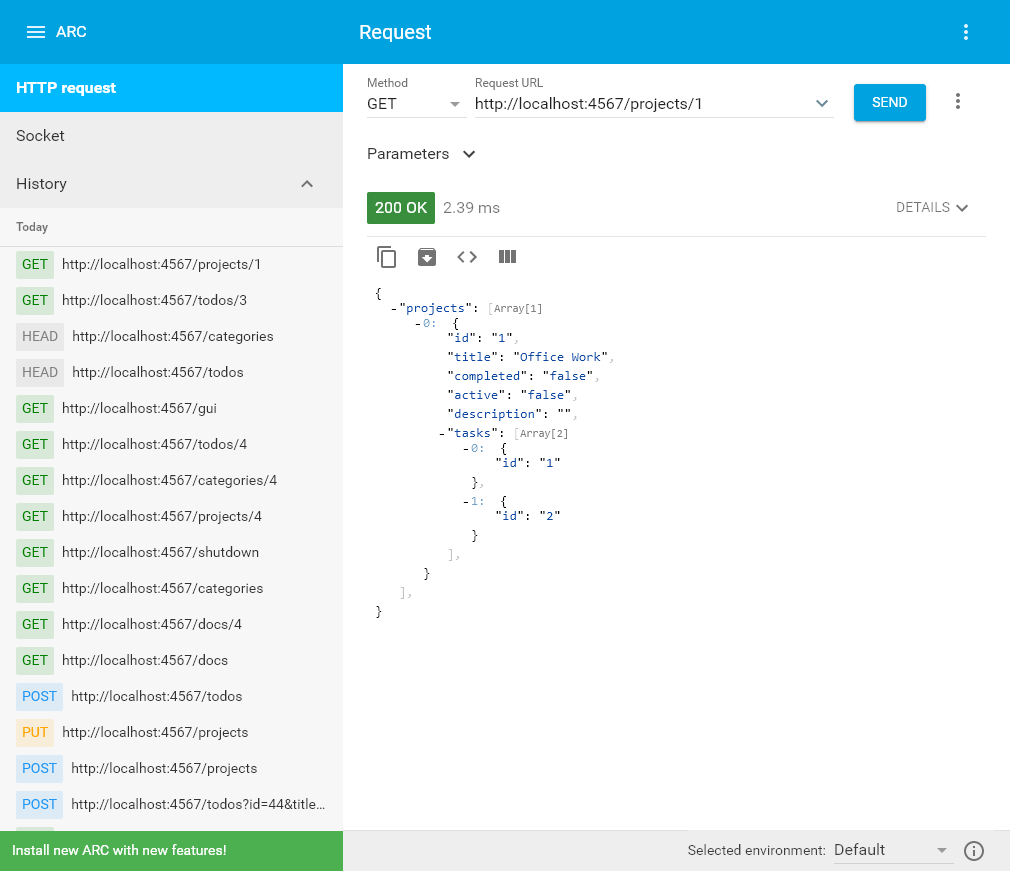 ARC
Request
HTTP request
Socket
History
Today
GET http://localhost:4567/projects/1
GET http://localhost:4567/todos/3
HEAD http://localhost:4567/categories
HEAD http://localhost:4567/todos
GET http://localhost:4567/gui
GET http://localhost:4567/todos/4
GET http://localhost:4567/categories/4
GET http://localhost:4567/projects/4
GET http://localhost:4567/shutdown
GET http://localhost:4567/categories
GET http://localhost:4567/docs/4
GET http://localhost:4567/docs
POST http://localhost:4567/todos
PUT http://localhost:4567/projects
POST http://localhost:4567/projects
POST http://localhost:4567/todos?id=44&title...
Install new ARC with new features!
Method
Request URL
GET
http://localhost:4567/projects/1
SEND
Parameters
200 OK 2.39 ms
DETAILS
{
-"projects": [Array[1]
-0: {
"id": "1",
"title": "Office Work",
"completed": "false",
"active": "false",
"description": "",
-"tasks": [Array[2]
-0: {
"id": "1"
},
-1: {
"id": "2"
}
],
}
],
}
Selected environment: Default